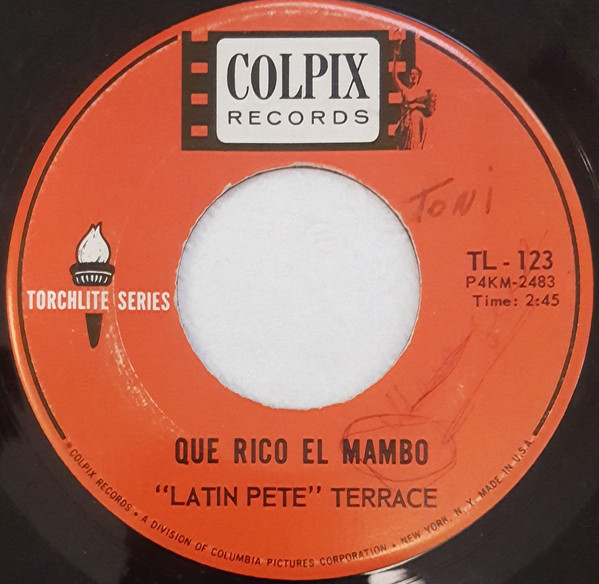 COLPIX
RECORDS
Toni
TL - 123
P4KM-2483
Time: 2:45
TORCHLITE SERIES
QUE RICO EL MAMBO
"LATIN PETE" TERRACE
© COLPIX RECORDS • A DIVISION OF COLUMBIA PICTURES CORPORATION • NEW YORK, N. Y. MADE IN U.S.A.